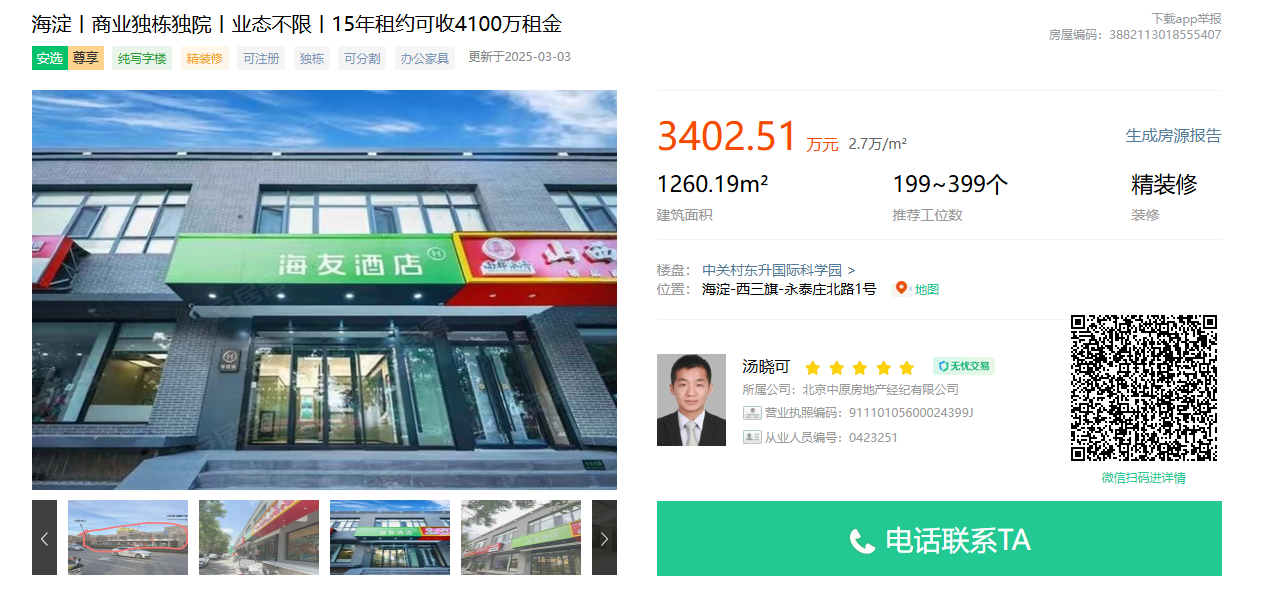 海淀丨商业独栋独院丨业态不限丨15年租约可收4100万租金
下载app举报
房屋编码：3882113018555407
安选 尊享 纯写字楼 精装修 可注册 独栋 可分割 办公家具 更新于2025-03-03
海友酒店
H
山西
3402.51 万元 2.7万/m²
生成房源报告
1260.19m² 199~399个 精装修
建筑面积 推荐工位数 装修
楼盘： 中关村东升国际科学园 >
位置： 海淀-西三旗-永泰庄北路1号 地图
汤晓可 无忧交易
所属公司：北京中原房地产经纪有限公司
营业执照编码：91110105600024399J
从业人员编号：0423251
微信扫码进详情
电话联系TA